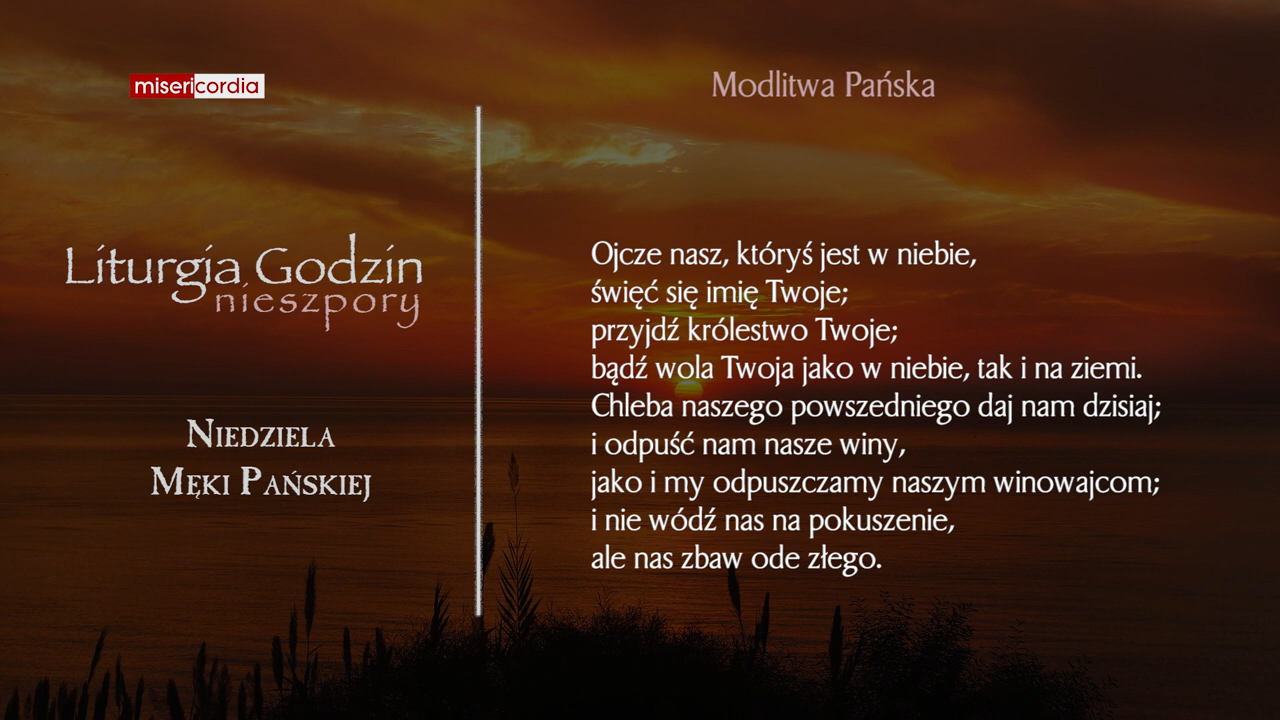 misericordia
Liturgia Godzin
nieszpory
Niedziela
Męki Pańskiej
Modlitwa Pańska
Ojcze nasz, któryś jest w niebie,
święć się imię Twoje;
przyjdź królestwo Twoje;
bądź wola Twoja jako w niebie, tak i na ziemi.
Chleba naszego powszedniego daj nam dzisiaj;
i odpuść nam nasze winy,
jako i my odpuszczamy naszym winowajcom;
i nie wódź nas na pokuszenie,
ale nas zbaw ode złego.